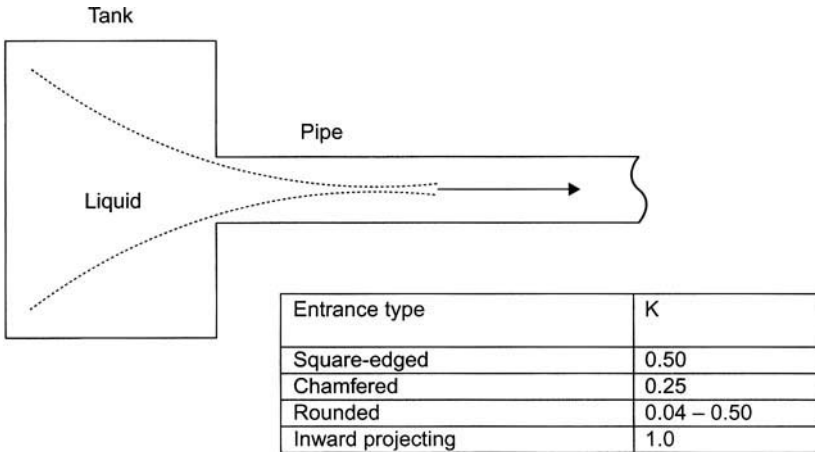 Tank
Pipe
Liquid
Entrance type K
Square-edged 0.50
Chamfered 0.25
Rounded 0.04 – 0.50
Inward projecting 1.0